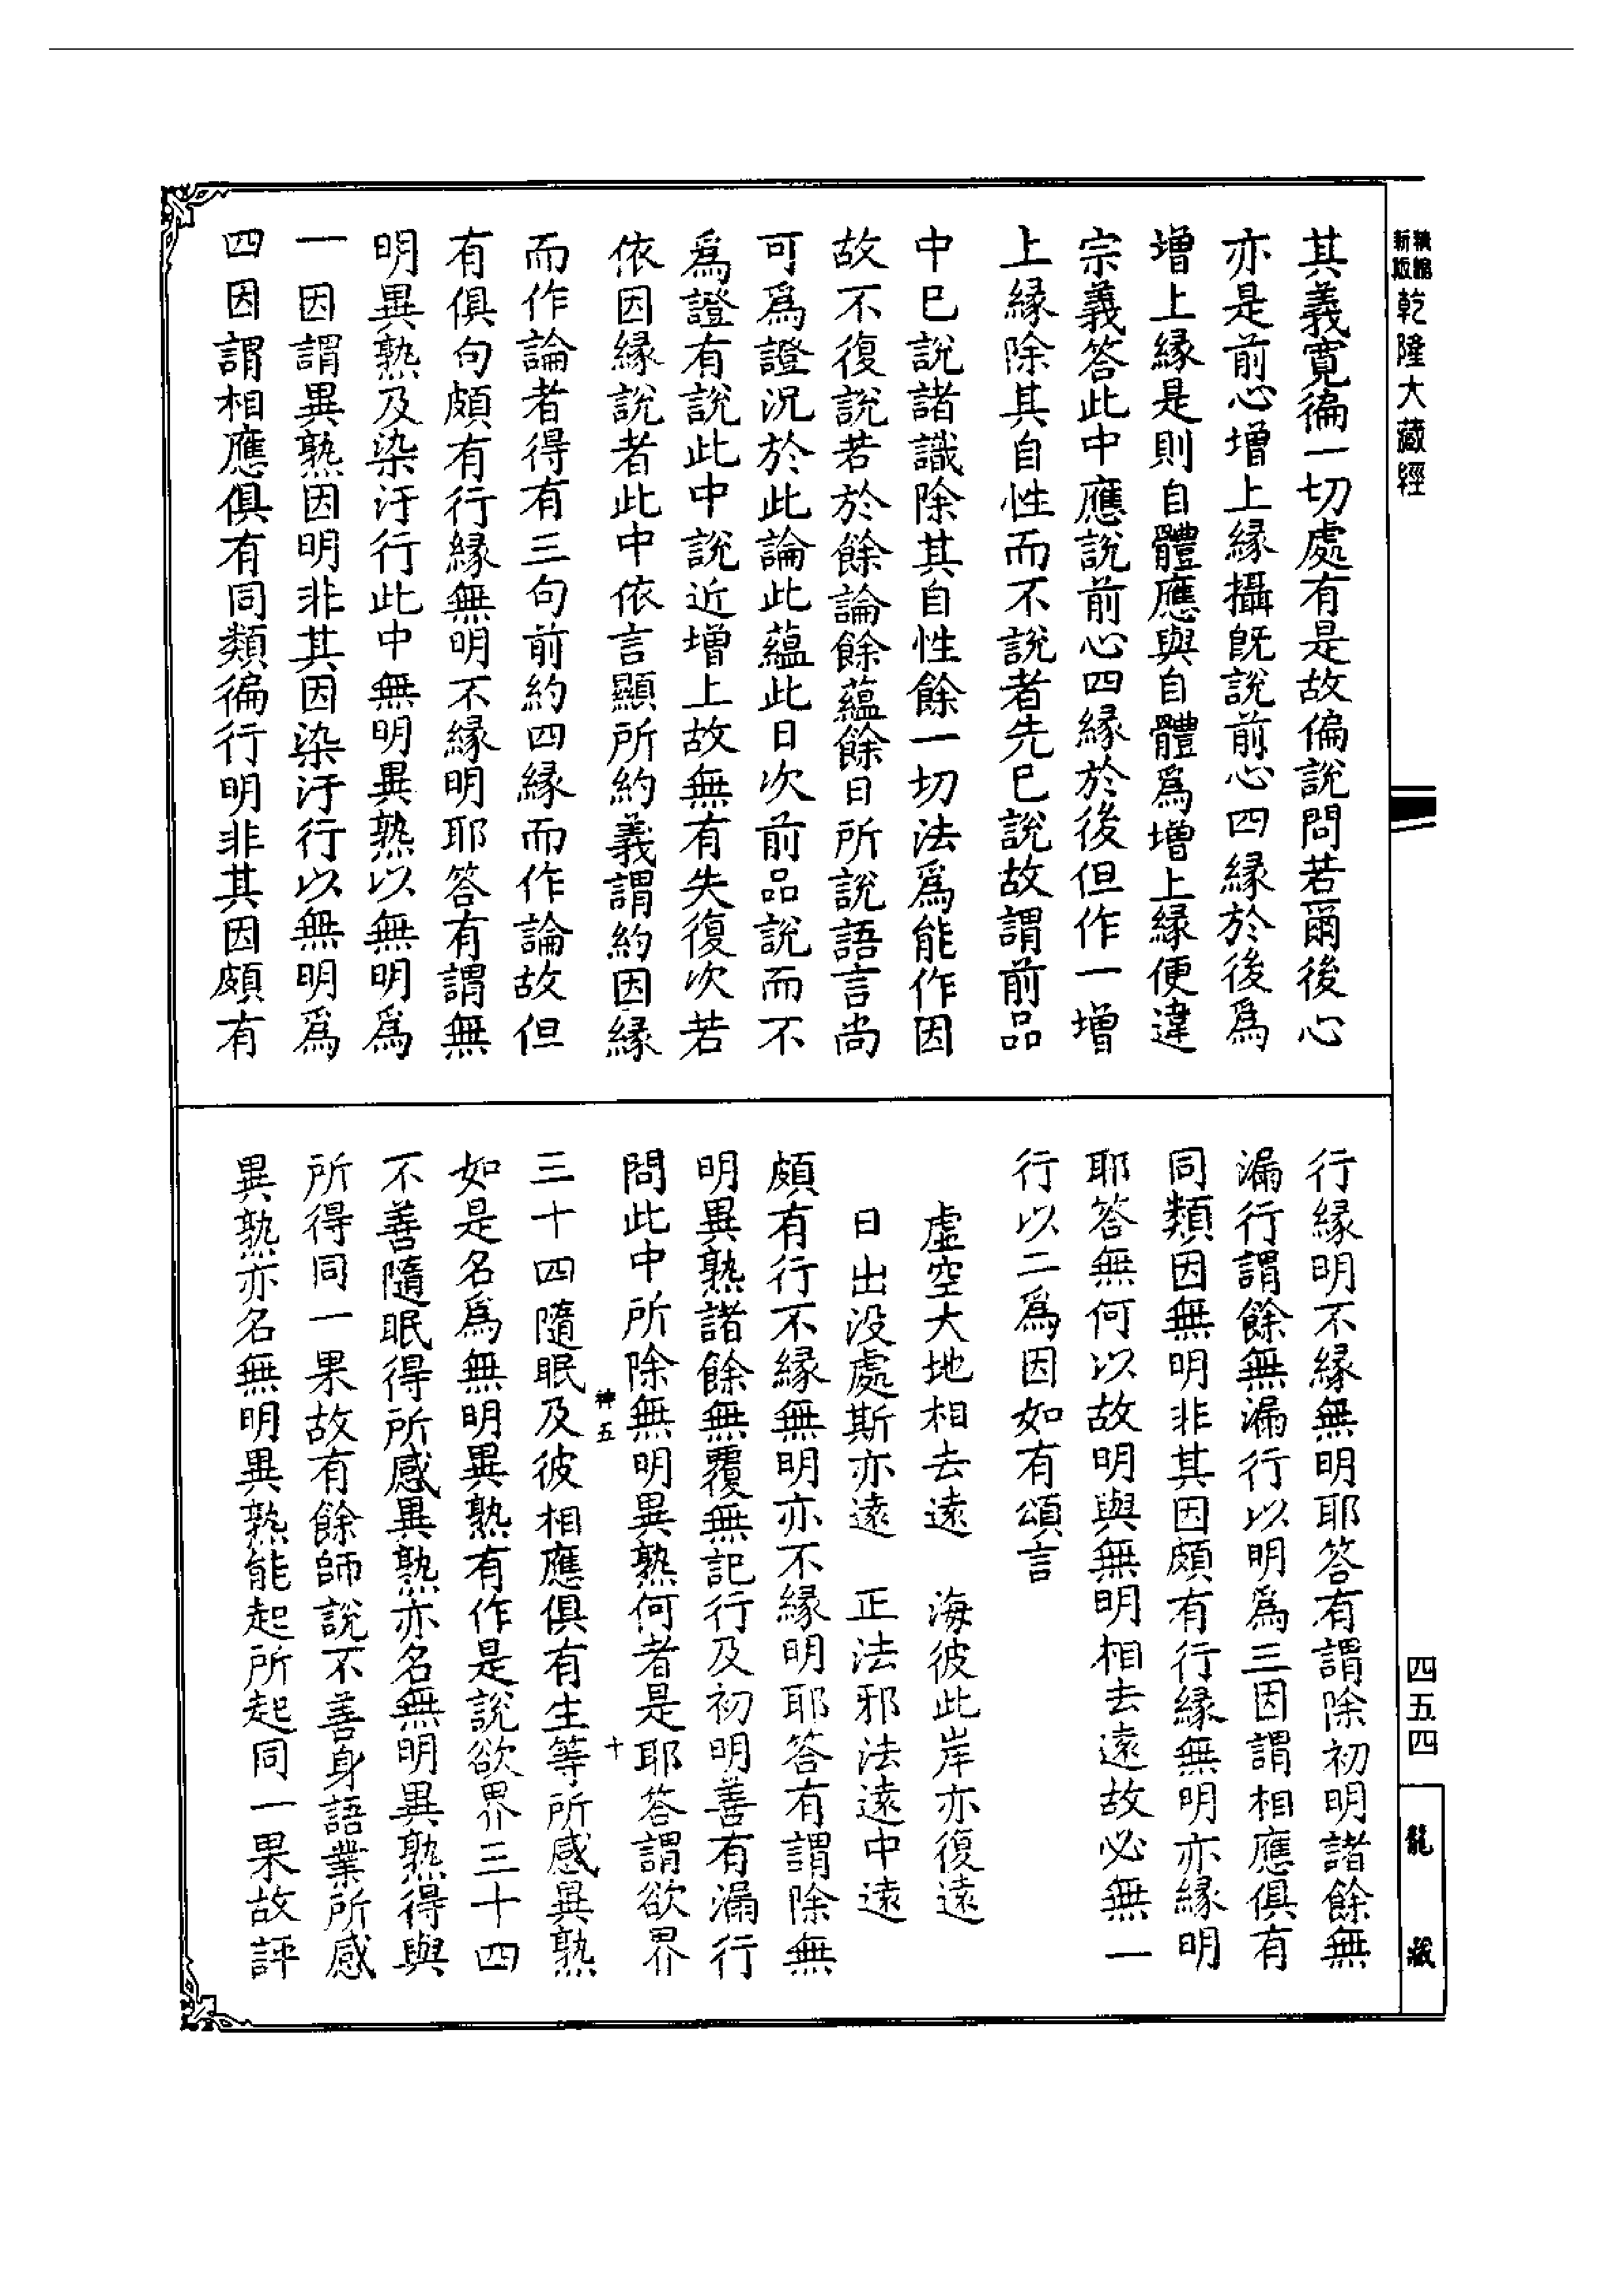 新版縮乾隆大藏經
其義寬徧一切處有是故偏說問若爾後心
亦是前心增上緣攝既說前心四緣於後爲
增上緣是則自體應與自體爲增上緣便違
宗義答此中應說前心四緣於後但作一增
上緣除其自性而不說者先已說故謂前品
中已說諸識除其自性餘一切法爲能作因
故不復說若於餘論餘蘊餘日所說語言尚
可爲證況於此論此蘊此日次前品說而不
爲證有說此中說近增上故無有失復次若
依因緣說者此中依言顯所約義謂約因緣
而作論者得有三句前約四緣而作論故但
有俱句頗有行緣無明不緣明耶答有謂無
明異熟及染汙行此中無明異熟以無明爲
一因謂異熟因明非其因染汙行以無明爲
四因謂相應俱有同類徧行明非其因頗有
行緣明不緣無明耶答有謂除初明諸餘無
漏行謂餘無漏行以明爲三因謂相應俱有
同類因無明非其因頗有行緣無明亦緣明
耶答無何以故明與無明相去遠故必無一
行以二爲因如有頌言
虛空大地相去遠　海彼此岸亦復遠
日出没處斯亦遠　正法邪法遠中遠
頗有行不緣無明亦不緣明耶答有謂除無
明異熟諸餘無覆無記行及初明善有漏行
問此中所除無明異熟何者是耶答謂欲界
神五　十
三十四隨眠及彼相應俱有生等所感異熟
如是名爲無明異熟有作是說欲界三十四
不善隨眠得所感異熟亦名無明異熟得與
所得同一果故有餘師說不善身語業所感
異熟亦名無明異熟能起所起同一果故評
四五四
龍藏